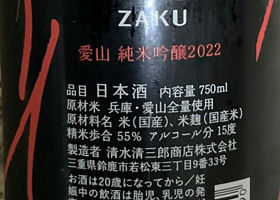 ZAKU
愛山 純米吟醸2022
品目 日本酒 内容量 750ml
原材米 兵庫・愛山全量使用
原材料名 米(国産)、米麹(国産米)
精米歩合 55% アルコール分 15度
製造者 清水清三郎商店株式会社
三重県鈴鹿市若松東三丁目9番33号
お酒は20歳になってから/妊
娠中の飲酒は胎児、乳児の発